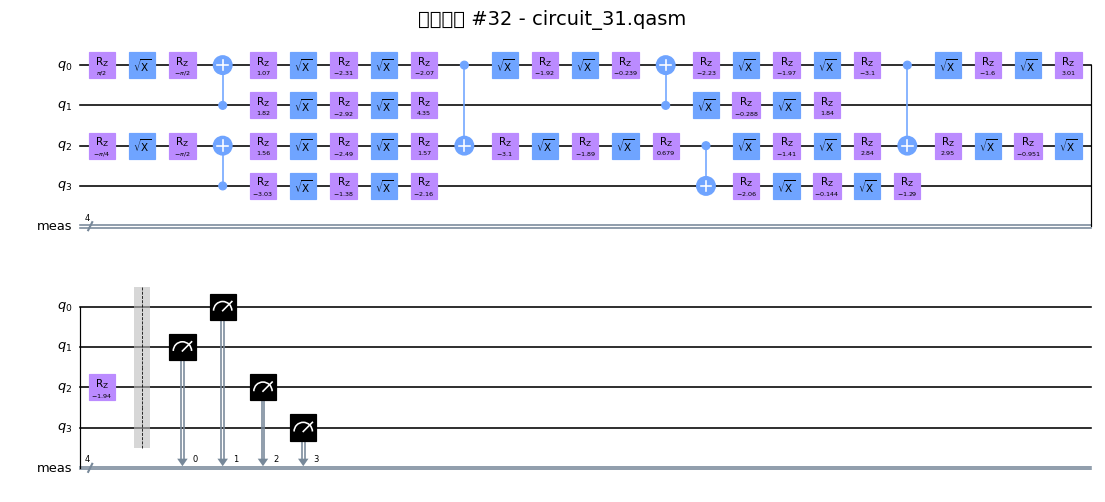 #32 - circuit_31.qasm
q0 RZ π/2 √X RZ −π/2 RZ 1.07 √X RZ −2.31 √X RZ −2.07 √X RZ −1.92 √X RZ −0.239 RZ −2.23 √X RZ −1.97 √X RZ −3.1 √X RZ −1.6 √X RZ 3.01
q1 RZ 1.82 √X RZ −2.92 √X RZ 4.35 √X RZ −0.288 √X RZ 1.84
q2 RZ −π/4 √X RZ −π/2 RZ 1.56 √X RZ −2.49 √X RZ 1.57 RZ −3.1 √X RZ −1.89 √X RZ 0.679 √X RZ −1.41 √X RZ 2.84 RZ 2.95 √X RZ −0.951 √X
q3 RZ −3.03 √X RZ −1.38 √X RZ −2.16 RZ −2.06 √X RZ −0.144 √X RZ −1.29
meas 4
q0
q1
q2 RZ −1.94
q3
meas 4 0 1 2 3